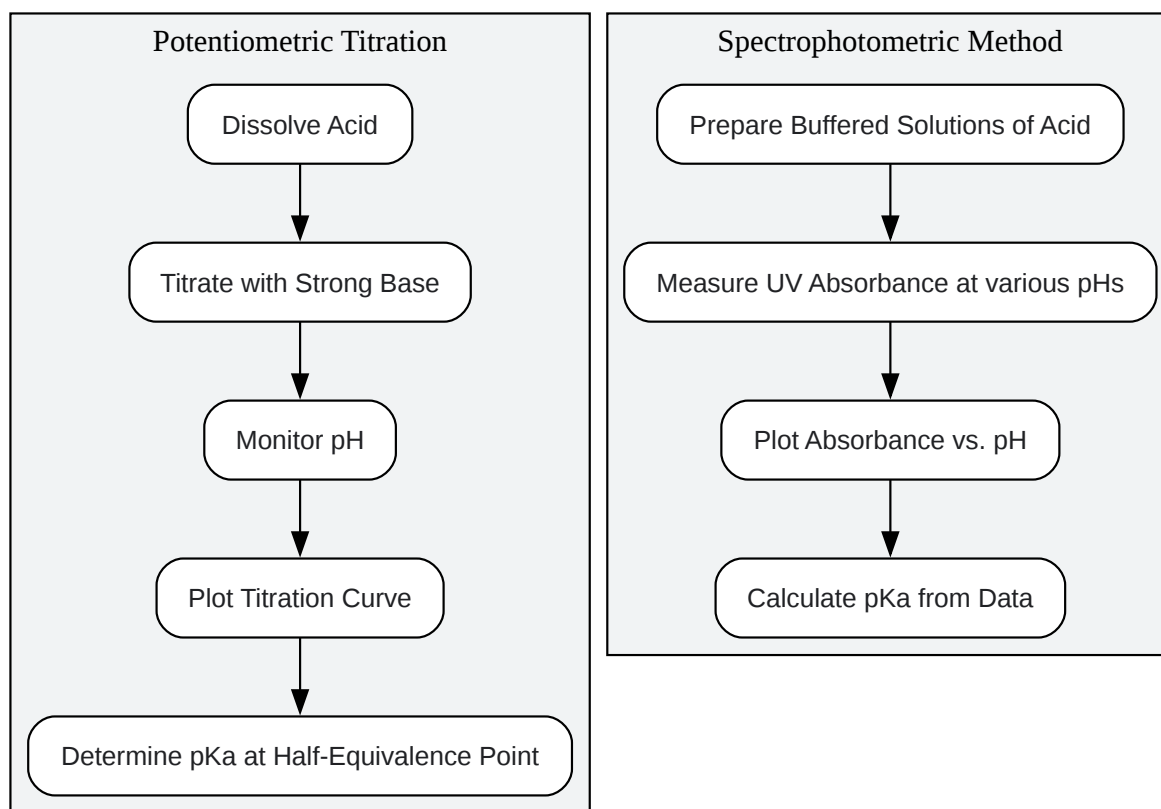 Potentiometric Titration
Dissolve Acid
Titrate with Strong Base
Monitor pH
Plot Titration Curve
Determine pKa at Half-Equivalence Point
Spectrophotometric Method
Prepare Buffered Solutions of Acid
Measure UV Absorbance at various pHs
Plot Absorbance vs. pH
Calculate pKa from Data